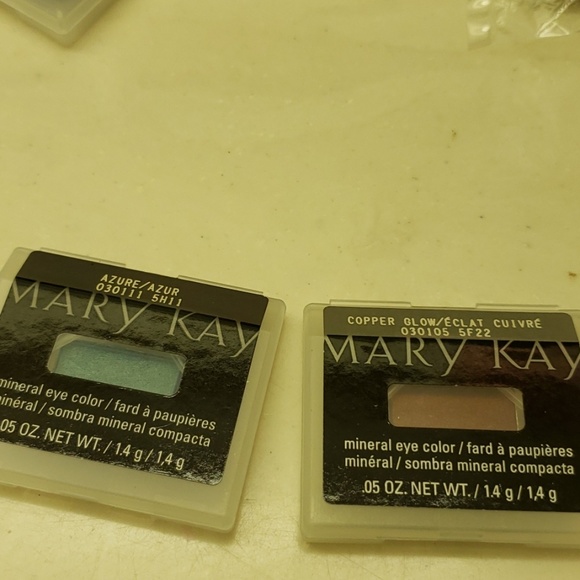 AZURE/AZUR
030111 5H11
MARY KAY
mineral eye color / fard à paupières
minéral / sombra mineral compacta
.05 OZ. NET WT. / 1.4 g / 1,4 g
COPPER GLOW/ÉCLAT CUIVRÉ
030105 5F22
MARY KAY
mineral eye color / fard à paupières
minéral / sombra mineral compacta
.05 OZ. NET WT. / 1.4 g / 1,4 g